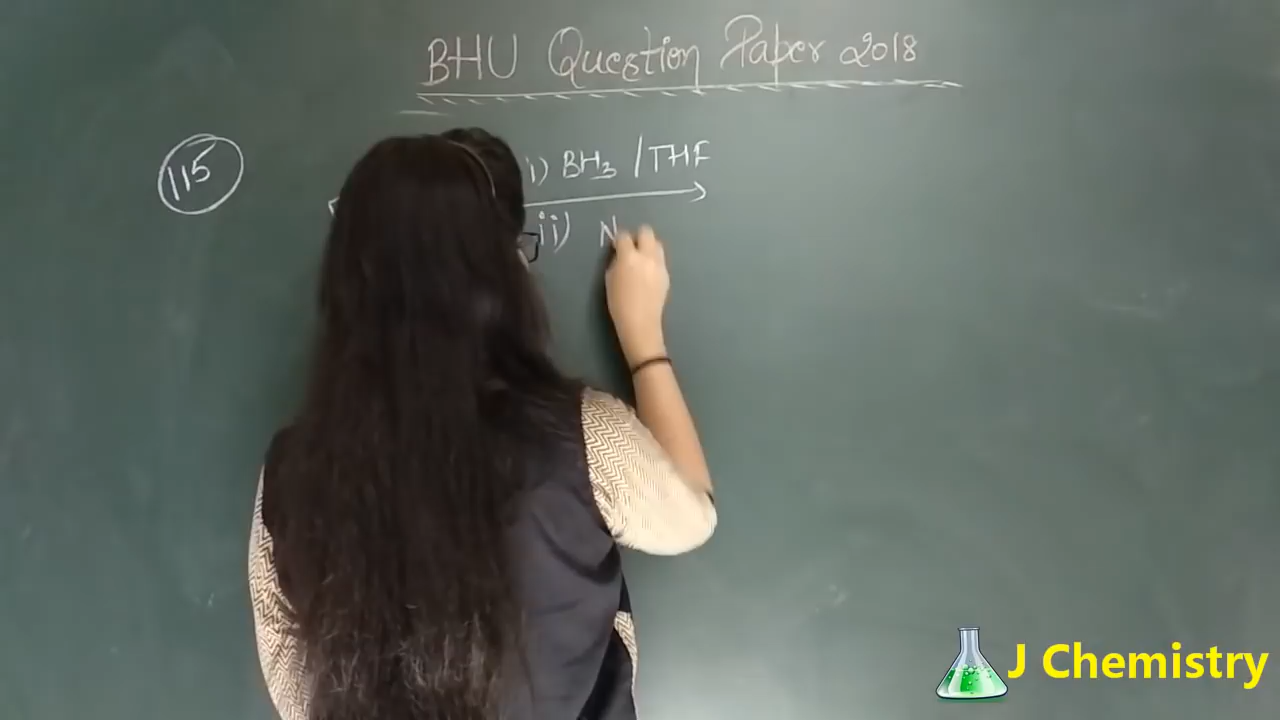 BHU Question Paper 2018
115
i) BH3 / THF
ii) N
J Chemistry